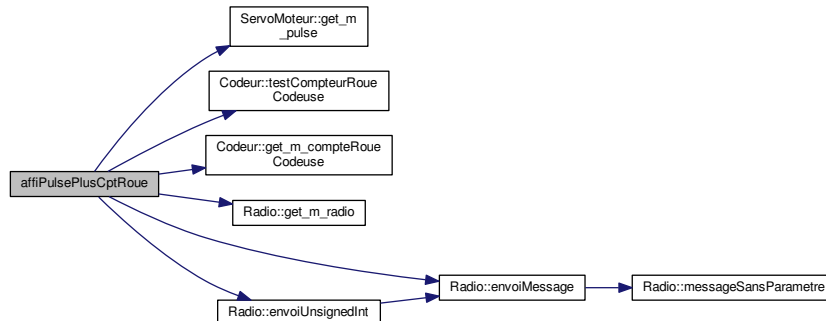 ServoMoteur::get_m
_pulse
Codeur::testCompteurRoue
Codeuse
Codeur::get_m_compteRoue
Codeuse
affiPulsePlusCptRoue
Radio::get_m_radio
Radio::envoiMessage
Radio::messageSansParametre
Radio::envoiUnsignedInt